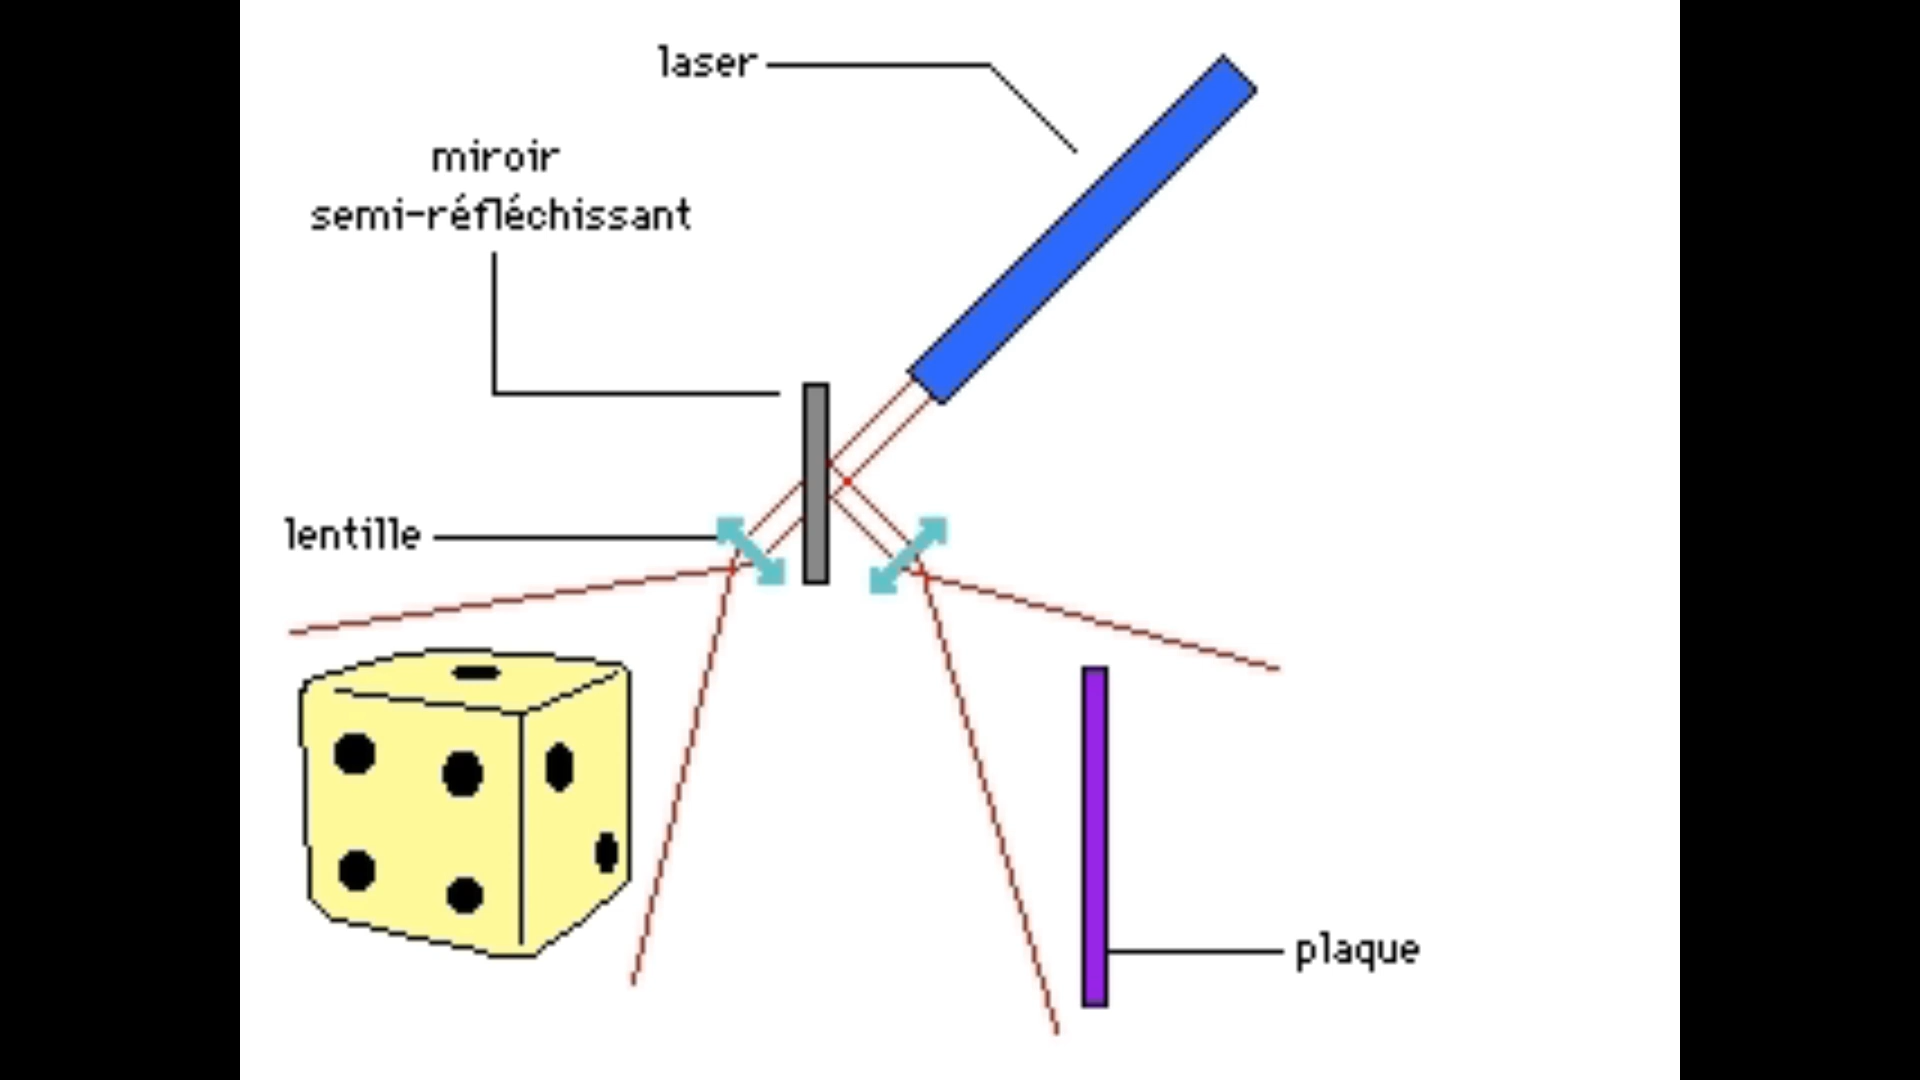 laser
miroir
semi-réfléchissant
lentille
plaque